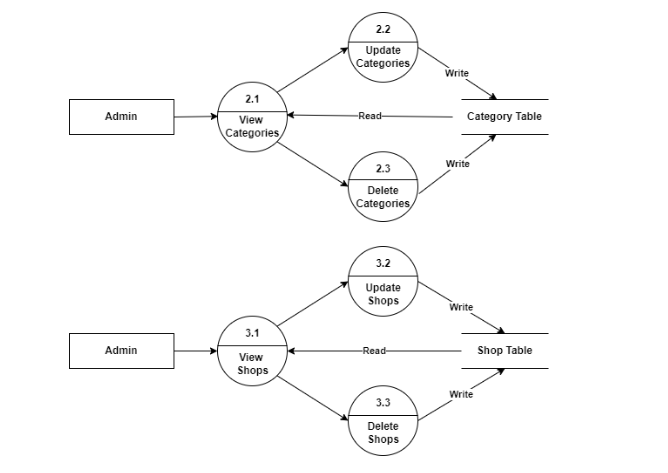 2.2
Update
Categories
Write
2.1
View
Categories
Admin
Read
Category Table
2.3
Delete
Categories
Write
3.2
Update
Shops
Write
3.1
View
Shops
Admin
Read
Shop Table
3.3
Delete
Shops
Write